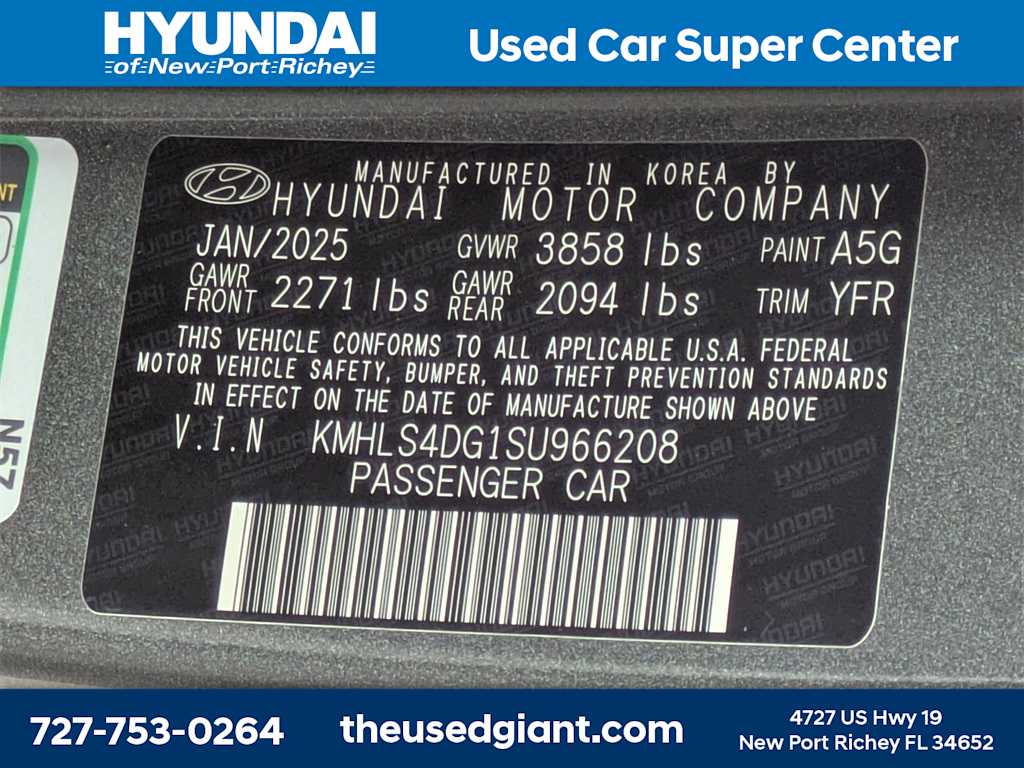 HYUNDAI
of New Port Richey
Used Car Super Center
NT
N57
MANUFACTURED IN KOREA BY
HYUNDAI MOTOR COMPANY
JAN/2025 GVWR 3858 lbs PAINT A5G
GAWR FRONT 2271 lbs GAWR REAR 2094 lbs TRIM YFR
THIS VEHICLE CONFORMS TO ALL APPLICABLE U.S.A. FEDERAL
MOTOR VEHICLE SAFETY, BUMPER, AND THEFT PREVENTION STANDARDS
IN EFFECT ON THE DATE OF MANUFACTURE SHOWN ABOVE
V.I.N KMHLS4DG1SU966208
PASSENGER CAR
727-753-0264
theusedgiant.com
4727 US Hwy 19
New Port Richey FL 34652